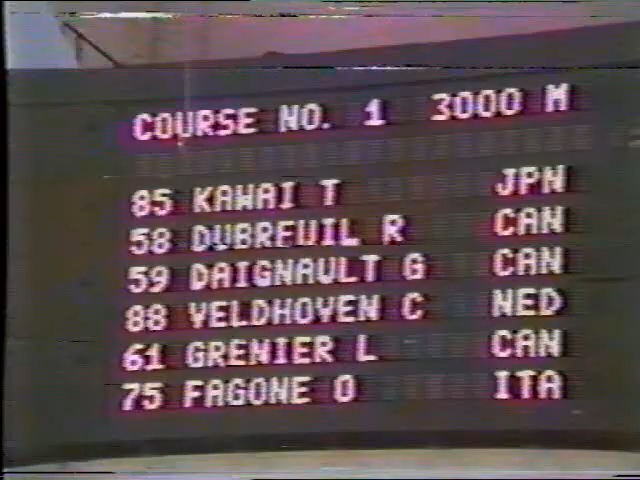 COURSE NO. 1 3000 M
85 KAWAI T JPN
58 DUBREUIL R CAN
59 DAIGNAULT G CAN
88 VELDHOVEN C NED
61 GRENIER L CAN
75 FAGONE O ITA